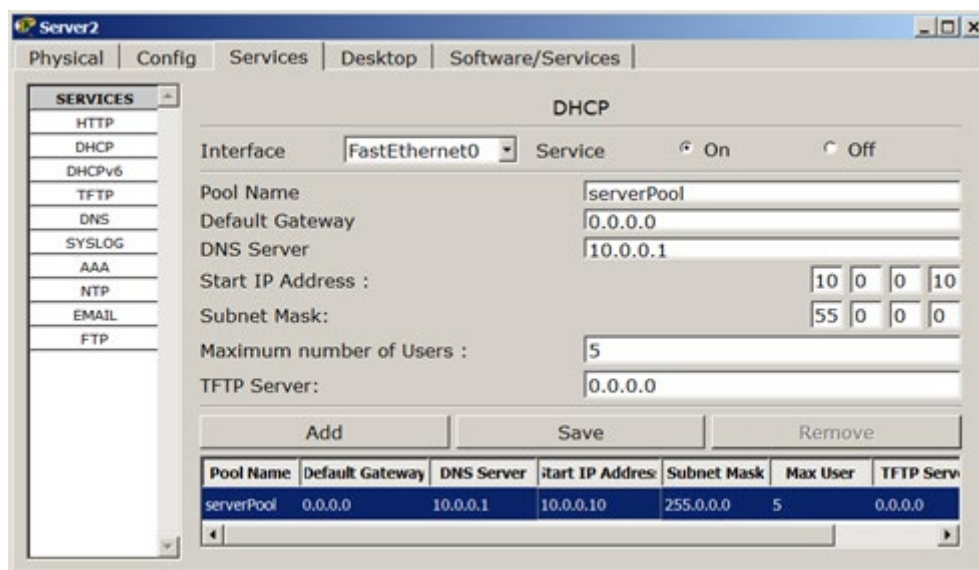 Server2
Physical Config Services Desktop Software/Services
SERVICES
HTTP
DHCP
DHCPv6
TFTP
DNS
SYSLOG
AAA
NTP
EMAIL
FTP
DHCP
Interface FastEthernet0 Service On Off
Pool Name serverPool
Default Gateway 0.0.0.0
DNS Server 10.0.0.1
Start IP Address : 10 0 0 10
Subnet Mask: 55 0 0 0
Maximum number of Users : 5
TFTP Server: 0.0.0.0
Add Save Remove
Pool Name Default Gateway DNS Server tart IP Addres Subnet Mask Max User TFTP Serv
serverPool 0.0.0.0 10.0.0.1 10.0.0.10 255.0.0.0 5 0.0.0.0